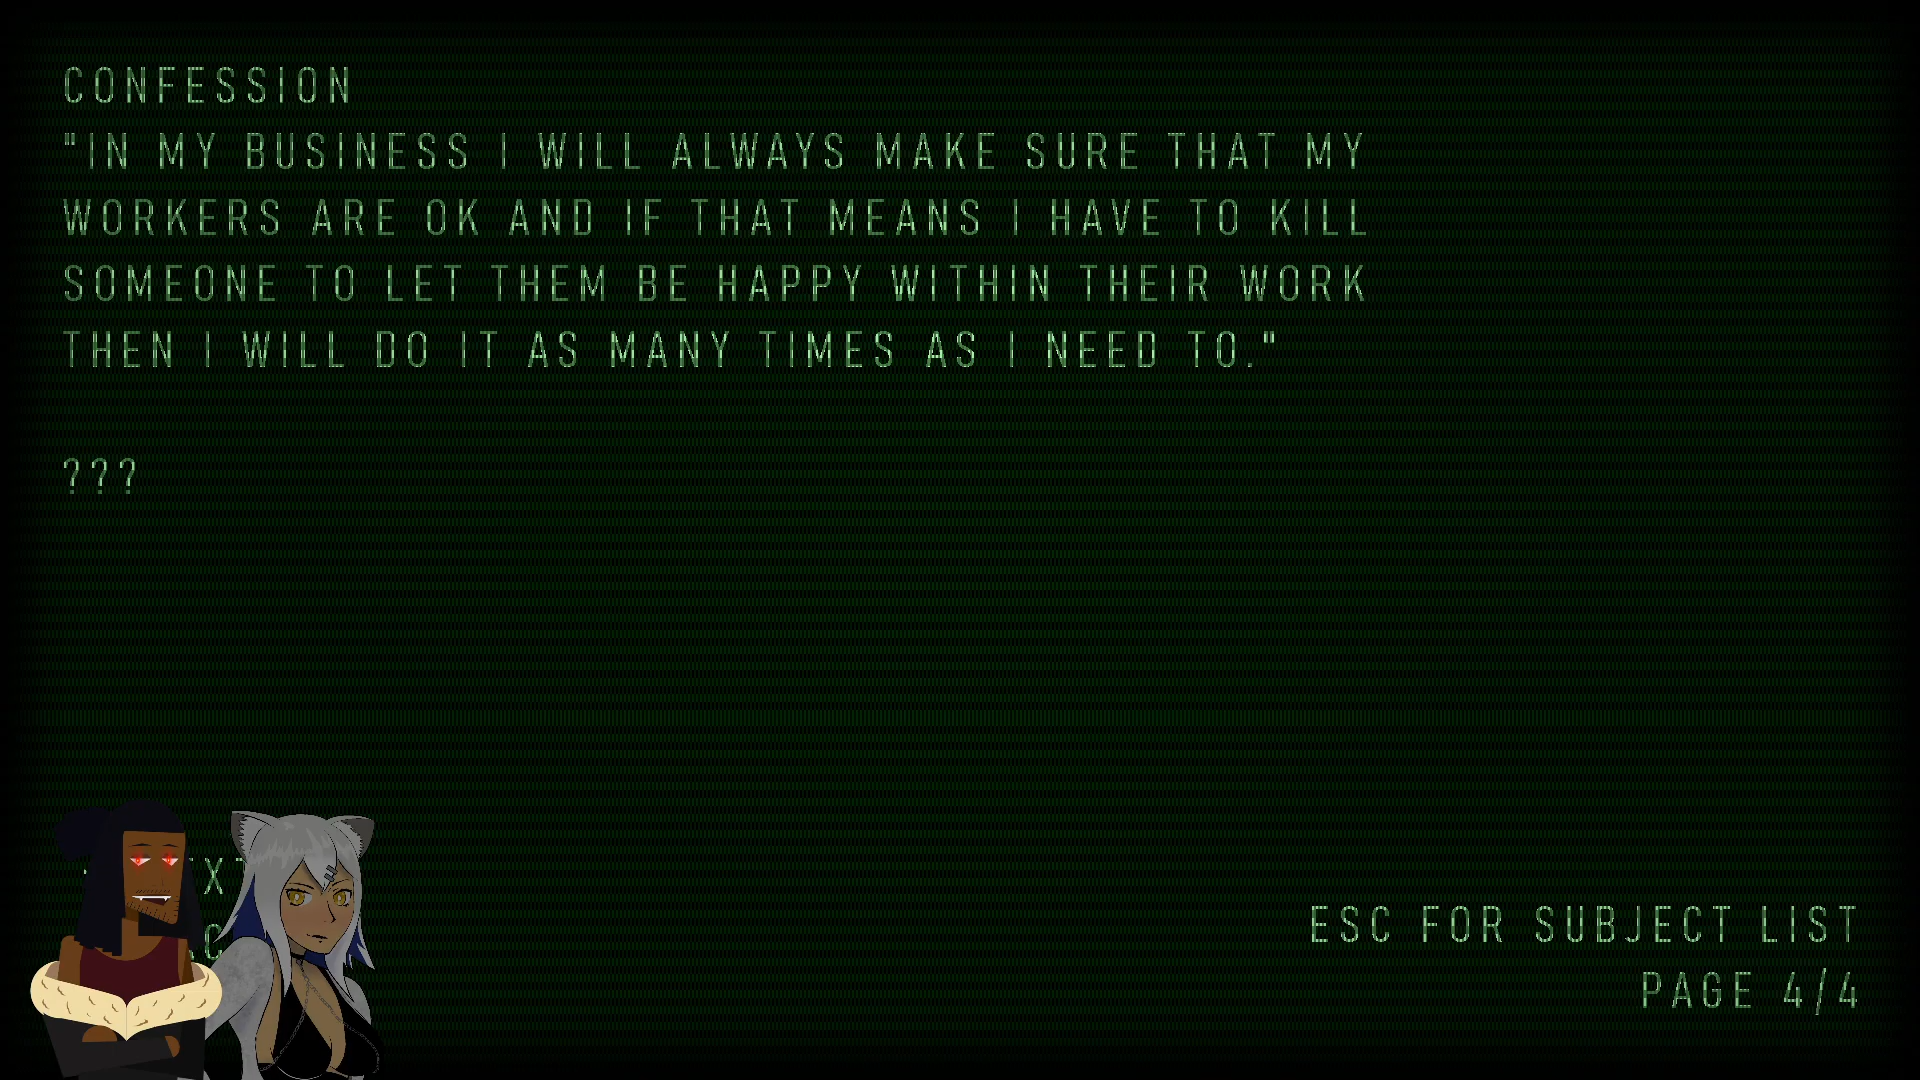 CONFESSION
"IN MY BUSINESS I WILL ALWAYS MAKE SURE THAT MY
WORKERS ARE OK AND IF THAT MEANS I HAVE TO KILL
SOMEONE TO LET THEM BE HAPPY WITHIN THEIR WORK
THEN I WILL DO IT AS MANY TIMES AS I NEED TO."
???
ESC FOR SUBJECT LIST
PAGE 4/4